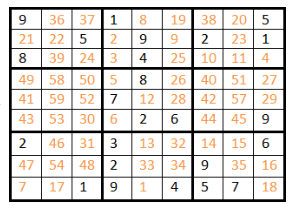 9 36 37 1 8 19 38 20 5
21 22 5 2 9 9 2 23 1
8 39 24 3 4 25 10 11 4
49 58 50 5 8 26 40 51 27
41 59 52 7 12 28 42 57 29
43 53 30 6 2 6 44 45 9
2 46 31 3 13 32 14 15 6
47 54 48 2 33 34 9 35 16
7 17 1 9 1 4 5 7 18